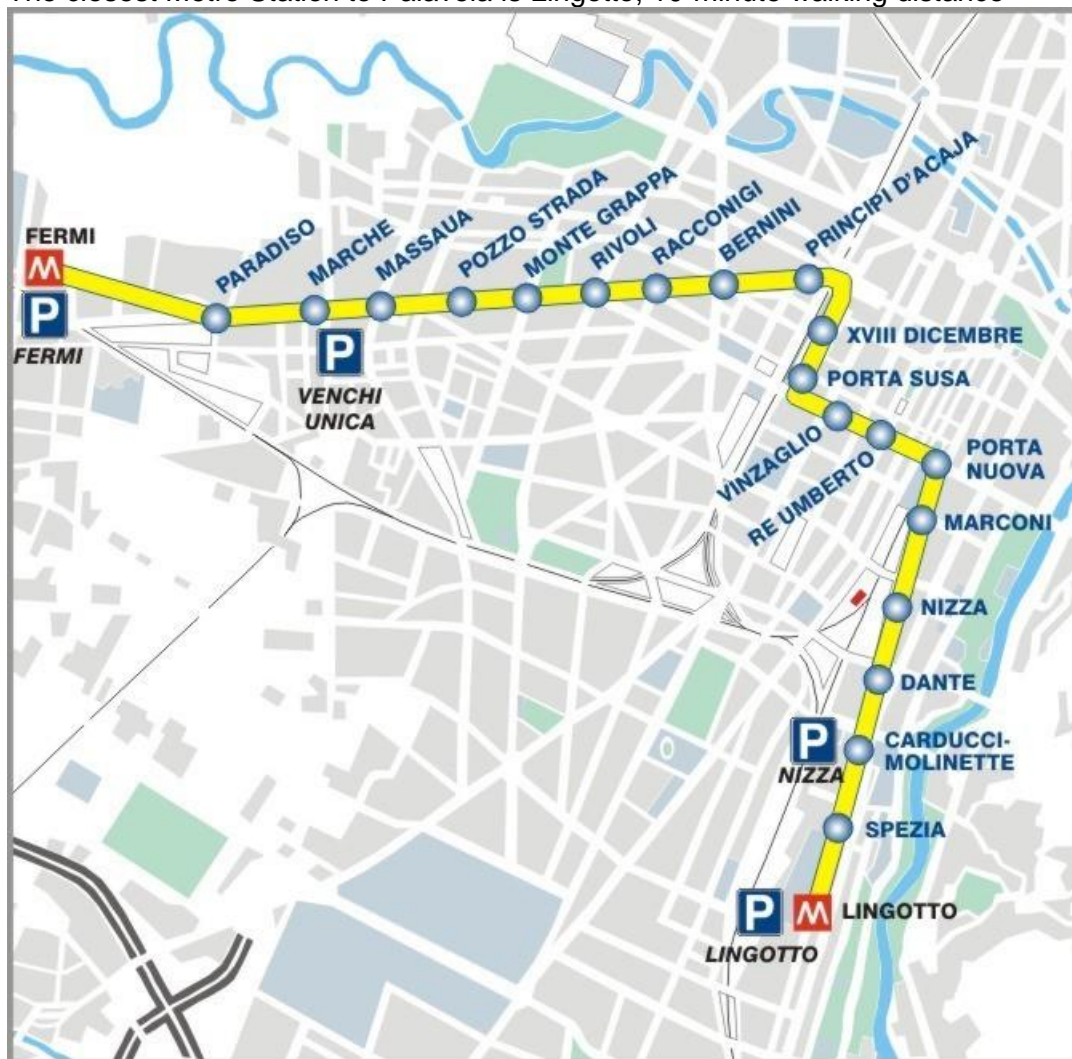 The closest Metro Station to Palavela is Lingotto, 10 minute walking distance
FERMI
M
P
FERMI
PARADISO
MARCHE
MASSAUA
POZZO STRADA
MONTE GRAPPA
RIVOLI
RACCONIGI
BERNINI
PRINCIPI D'ACAJA
P
VENCHI
UNICA
XVIII DICEMBRE
PORTA SUSA
VINZAGLIO
RE UMBERTO
PORTA
NUOVA
MARCONI
NIZZA
DANTE
P
NIZZA
CARDUCCI-
MOLINETTE
SPEZIA
P
M
LINGOTTO
LINGOTTO